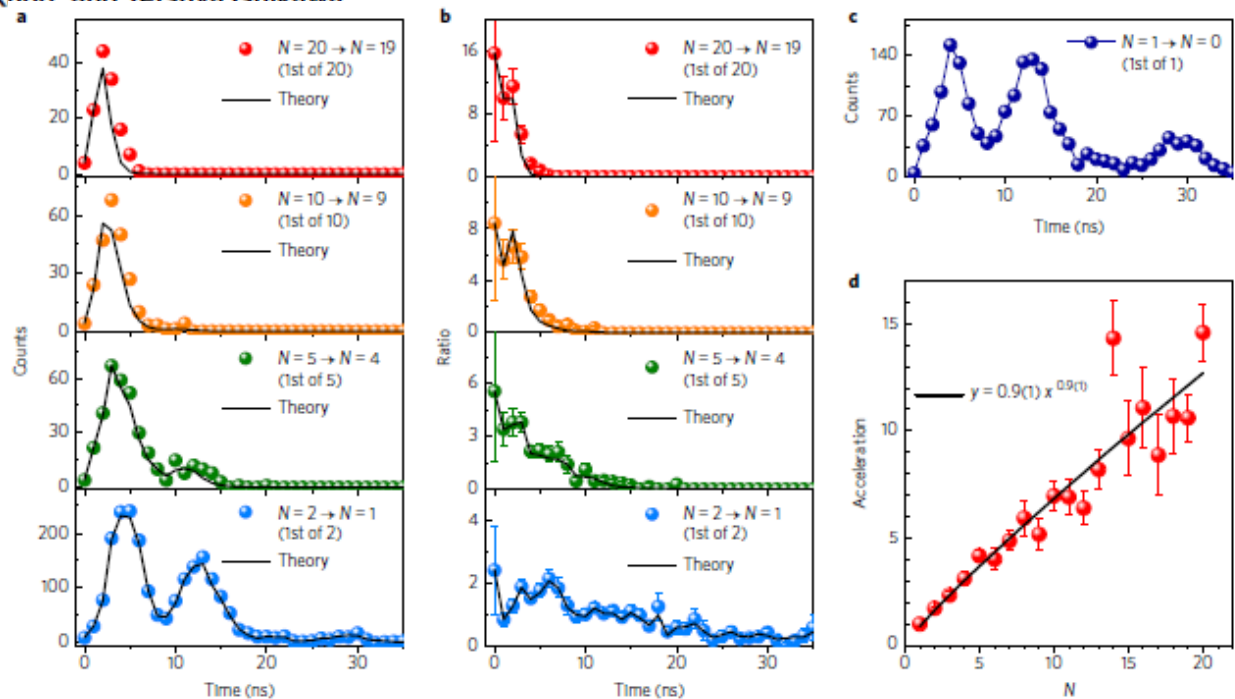 a
N = 20 → N = 19
(1st of 20)
Theory
40
20
0
N = 10 → N = 9
(1st of 10)
Theory
60
30
0
N = 5 → N = 4
(1st of 5)
Theory
60
30
0
N = 2 → N = 1
(1st of 2)
Theory
200
100
0
Counts
0
10
20
30
Time (ns)
b
N = 20 → N = 19
(1st of 20)
Theory
16
8
0
N = 10 → N = 9
(1st of 10)
Theory
8
4
0
N = 5 → N = 4
(1st of 5)
Theory
6
3
0
N = 2 → N = 1
(1st of 2)
Theory
4
2
0
Ratio
0
10
20
30
Time (ns)
c
N = 1 → N = 0
(1st of 1)
140
70
0
Counts
0
10
20
30
Time (ns)
d
y = 0.9(1) x^0.9(1)
15
10
5
0
Acceleration
0
5
10
15
20
N